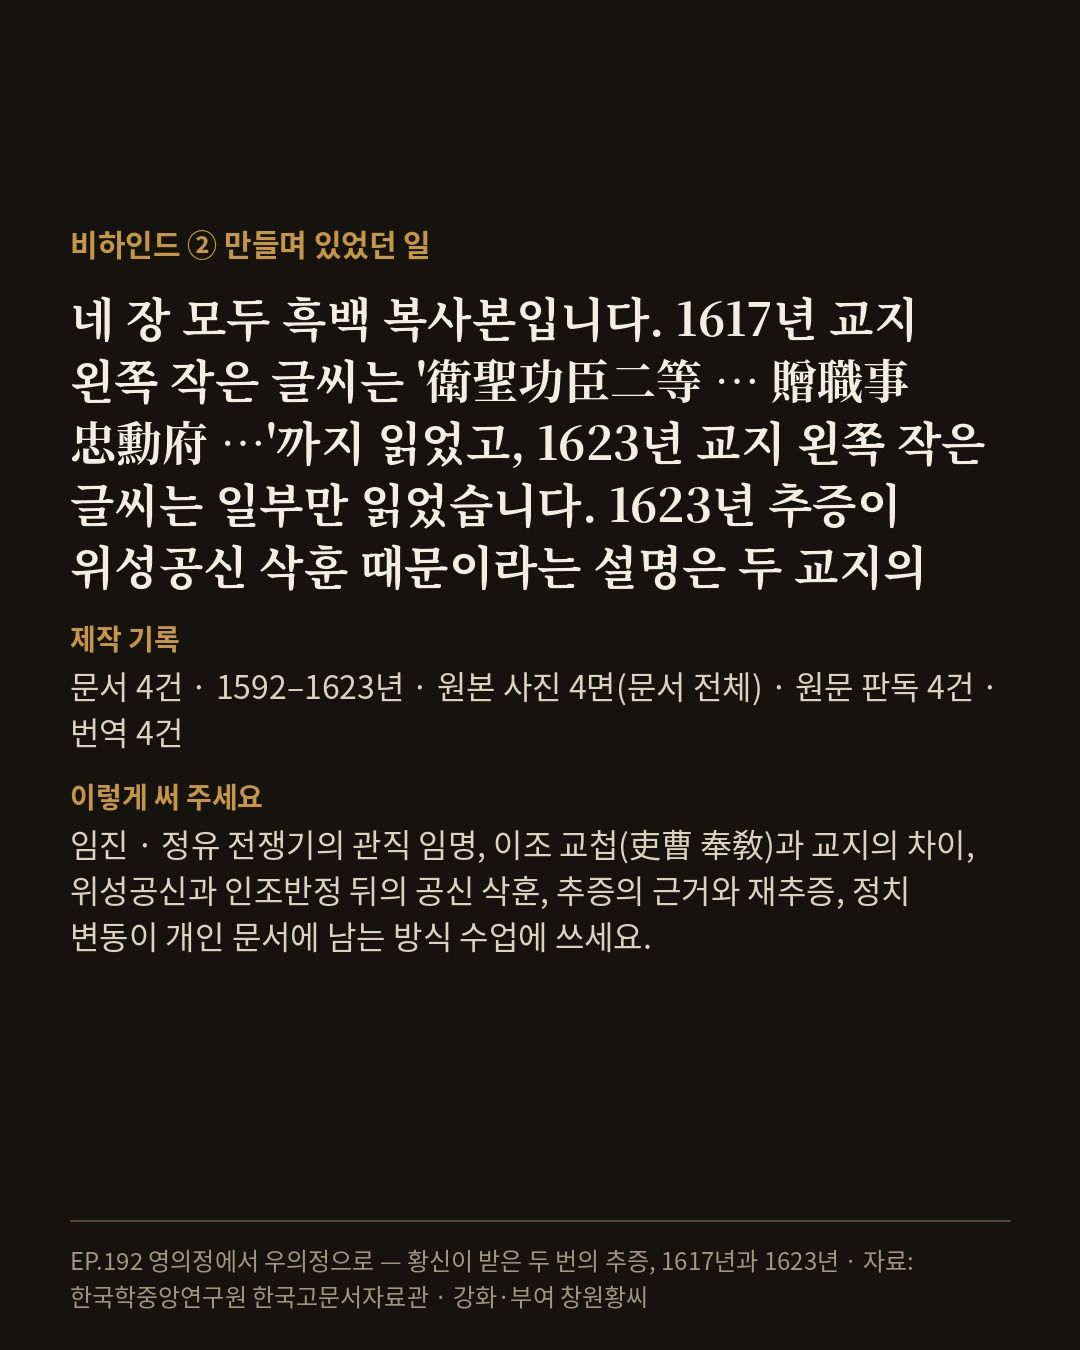 비하인드 ② 만들며 있었던 일
네 장 모두 흑백 복사본입니다. 1617년 교지
왼쪽 작은 글씨는 '衛聖功臣二等 … 贈職事
忠勳府 …'까지 읽었고, 1623년 교지 왼쪽 작은
글씨는 일부만 읽었습니다. 1623년 추증이
위성공신 삭훈 때문이라는 설명은 두 교지의
제작 기록
문서 4건 · 1592–1623년 · 원본 사진 4면(문서 전체) · 원문 판독 4건 ·
번역 4건
이렇게 써 주세요
임진 · 정유 전쟁기의 관직 임명, 이조 교첩(吏曹 奉敎)과 교지의 차이,
위성공신과 인조반정 뒤의 공신 삭훈, 추증의 근거와 재추증, 정치
변동이 개인 문서에 남는 방식 수업에 쓰세요.
EP.192 영의정에서 우의정으로 — 황신이 받은 두 번의 추증, 1617년과 1623년 · 자료:
한국학중앙연구원 한국고문서자료관 · 강화·부여 창원황씨